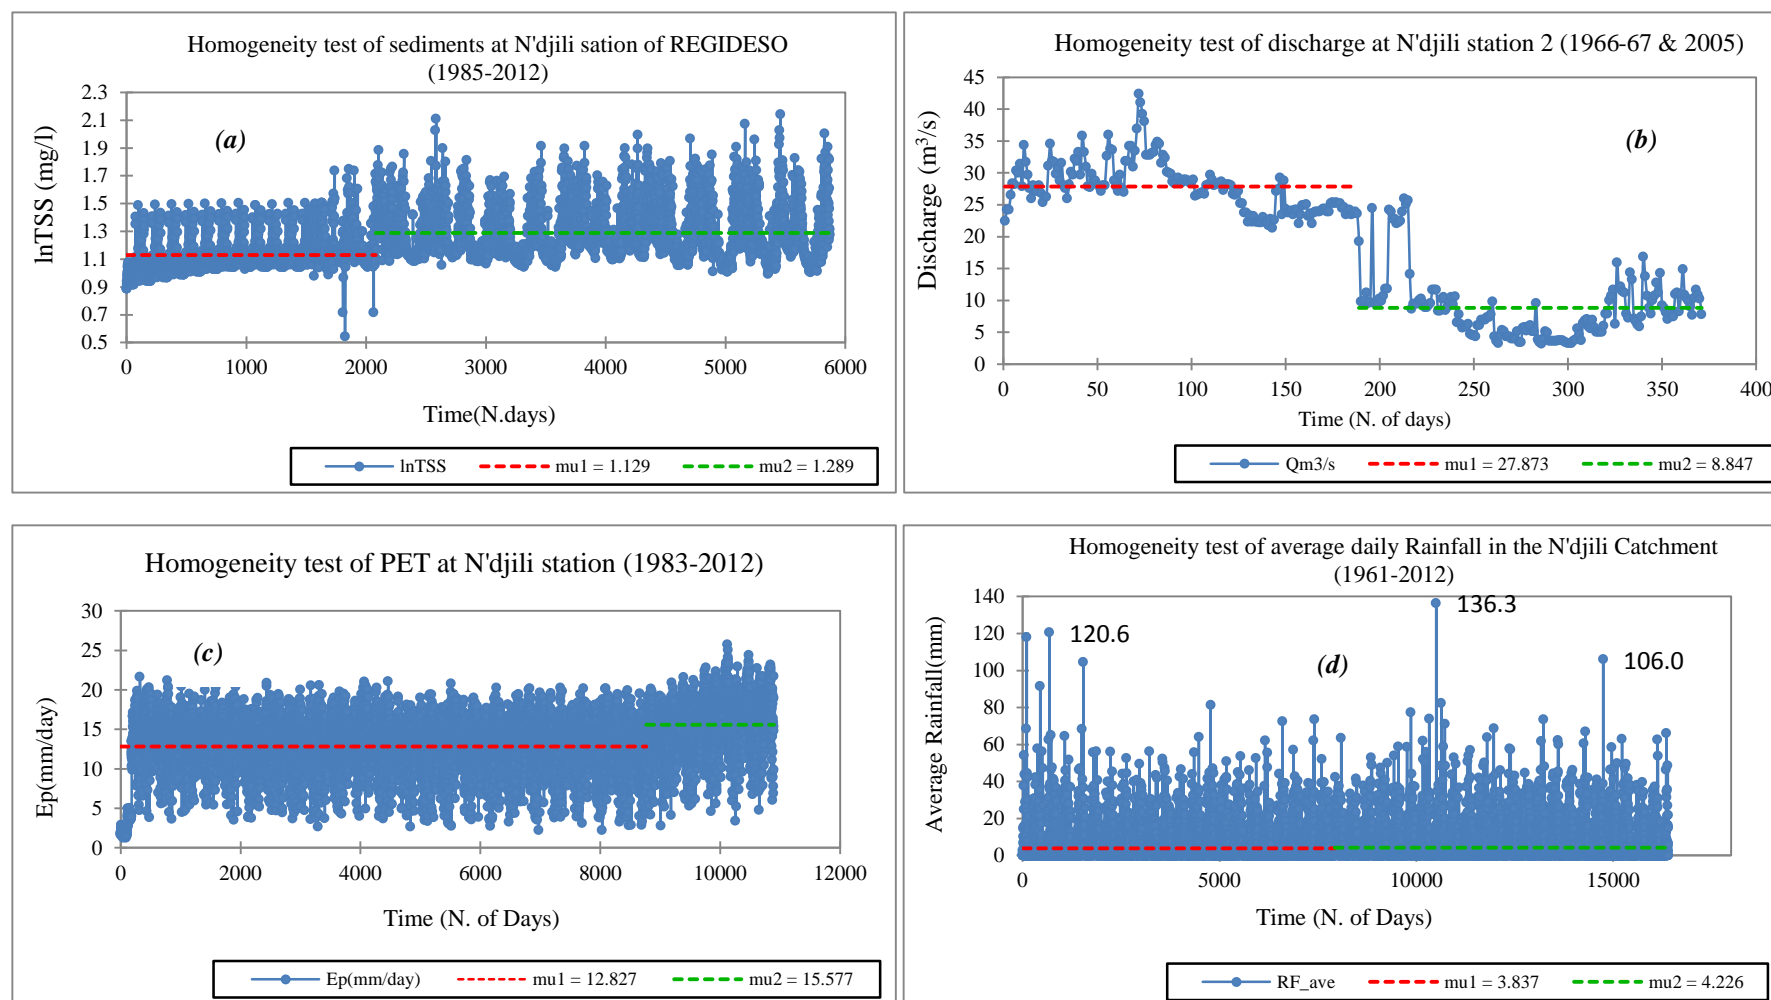 Homogeneity test of sediments at N'djili sation of REGIDESO
(1985-2012)
2.3
2.1
1.9
1.7
1.5
1.3
1.1
0.9
0.7
0.5
lnTSS (mg/l)
(a)
0 1000 2000 3000 4000 5000 6000
Time(N.days)
lnTSS mu1 = 1.129 mu2 = 1.289
Homogeneity test of discharge at N'djili station 2 (1966-67 & 2005)
45
40
35
30
25
20
15
10
5
0
Discharge (m³/s)
(b)
0 50 100 150 200 250 300 350 400
Time (N. of days)
Qm3/s mu1 = 27.873 mu2 = 8.847
Homogeneity test of PET at N'djili station (1983-2012)
30
25
20
15
10
5
0
Ep(mm/day)
(c)
0 2000 4000 6000 8000 10000 12000
Time (N. of Days)
Ep(mm/day) mu1 = 12.827 mu2 = 15.577
Homogeneity test of average daily Rainfall in the N'djili Catchment
(1961-2012)
140
120
100
80
60
40
20
0
Average Rainfall(mm)
136.3
120.6
106.0
(d)
0 5000 10000 15000
Time (N. of Days)
RF_ave mu1 = 3.837 mu2 = 4.226